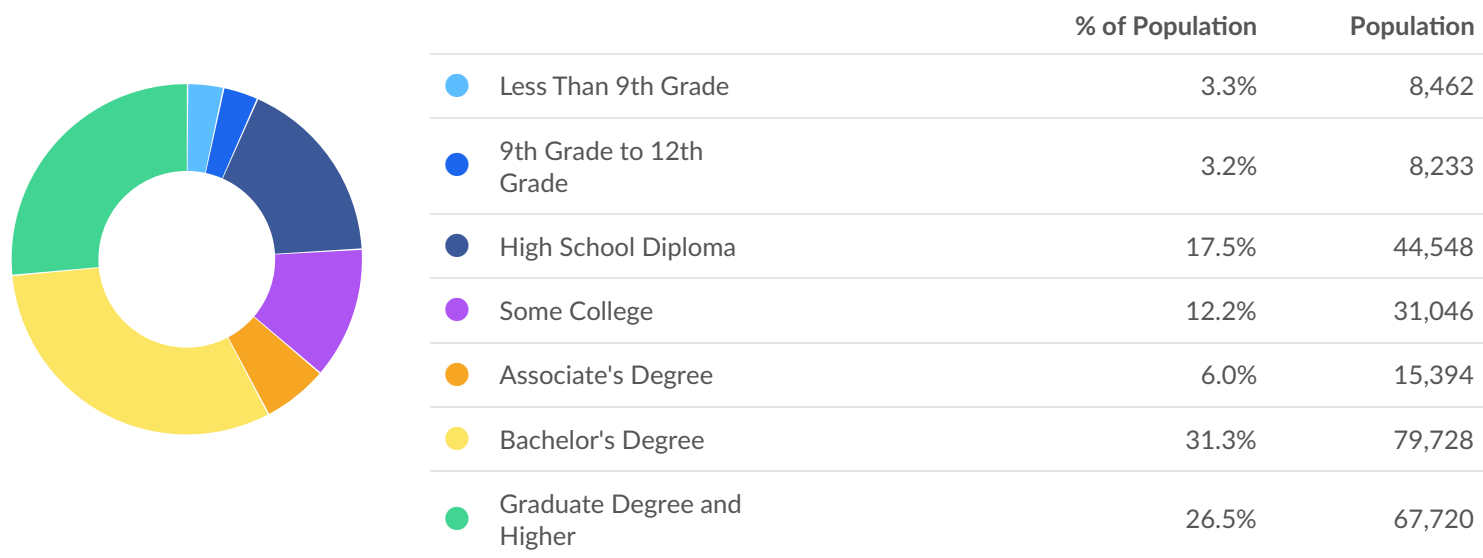 % of Population Population
Less Than 9th Grade 3.3% 8,462
9th Grade to 12th
Grade 3.2% 8,233
High School Diploma 17.5% 44,548
Some College 12.2% 31,046
Associate's Degree 6.0% 15,394
Bachelor's Degree 31.3% 79,728
Graduate Degree and
Higher 26.5% 67,720